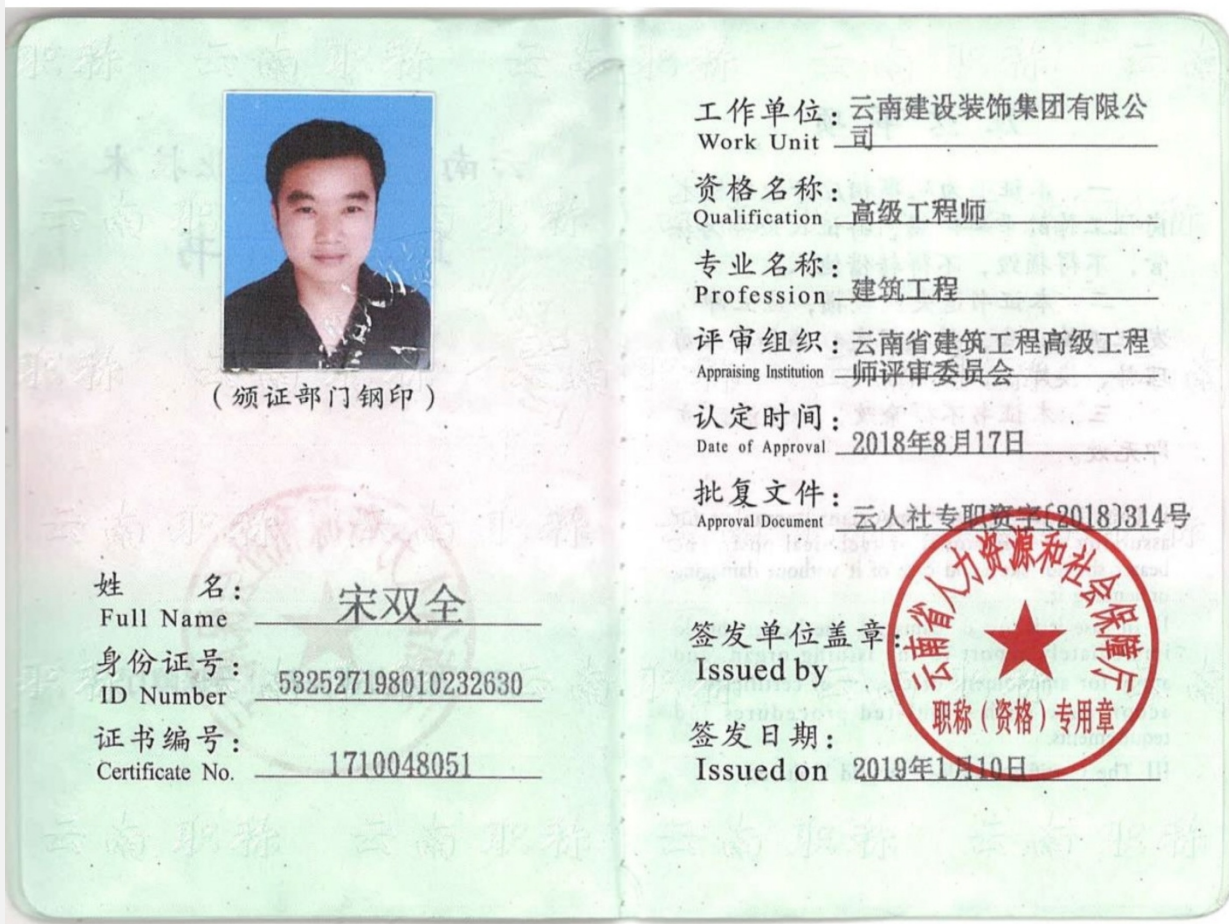 (颁证部门钢印)
姓 名:
Full Name
宋双全
身份证号:
ID Number
532527198010232630
证书编号:
Certificate No.
1710048051
工作单位:
Work Unit
云南建设装饰集团有限公
司
资格名称:
Qualification
高级工程师
专业名称:
Profession
建筑工程
评审组织:
Appraising Institution
云南省建筑工程高级工程
师评审委员会
认定时间:
Date of Approval
2018年8月17日
批复文件:
Approval Document
云人社专职资字[2018]314号
签发单位盖章:
Issued by
云南省人力资源和社会保障厅
职称(资格)专用章
签发日期:
Issued on
2019年1月10日
云南职称